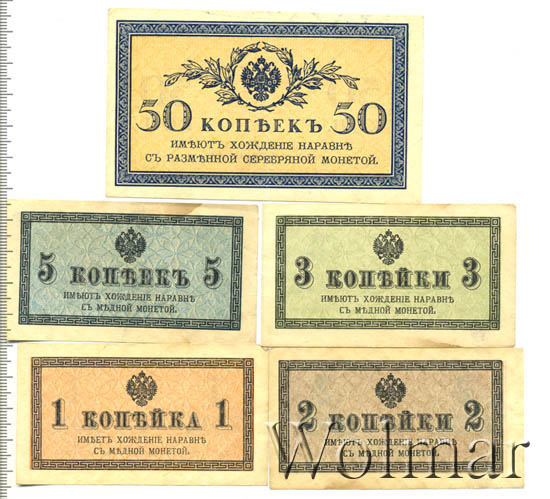 50 КОПѢЕКЪ 50
ИМѢЮТЪ ХОЖДЕНІЕ НАРАВНѢ
СЪ РАЗМѢННОЙ СЕРЕБРЯНОЙ МОНЕТОЙ.
5 КОПѢЕКЪ 5
ИМѢЮТЪ ХОЖДЕНІЕ НАРАВНѢ
СЪ МѢДНОЙ МОНЕТОЙ.
3 КОПѢЙКИ 3
ИМѢЮТЪ ХОЖДЕНІЕ НАРАВНѢ
СЪ МѢДНОЙ МОНЕТОЙ.
1 КОПѢЙКА 1
ИМѢЕТЪ ХОЖДЕНІЕ НАРАВНѢ
СЪ МѢДНОЙ МОНЕТОЙ.
2 КОПѢЙКИ 2
ИМѢЮТЪ ХОЖДЕНІЕ НАРАВНѢ
СЪ МѢДНОЙ МОНЕТОЙ.
Wolmar